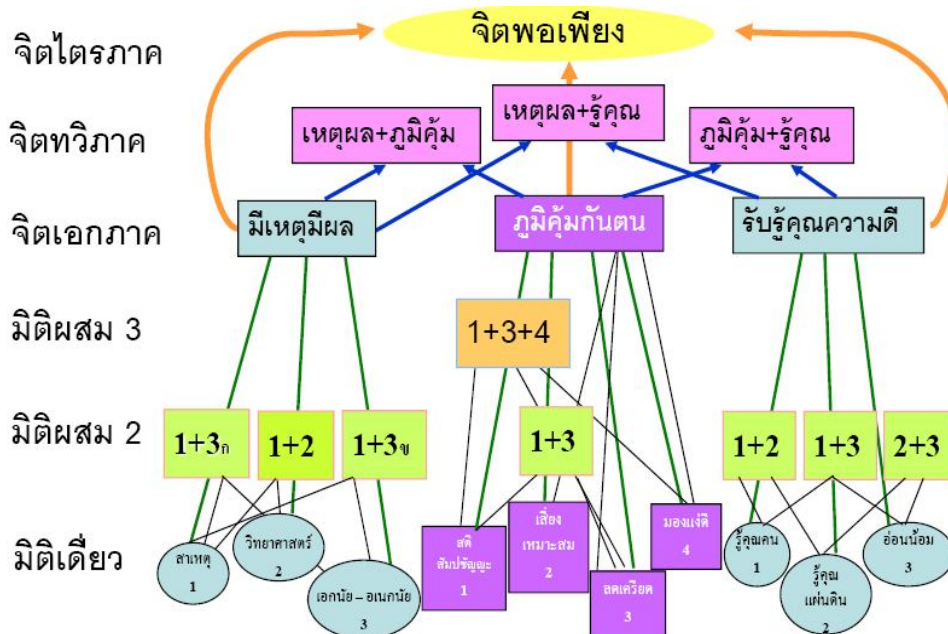 จิตไตรภาค
จิตพอเพียง
จิตทวิภาค
เหตุผล+ภูมิคุ้ม
เหตุผล+รู้คุณ
ภูมิคุ้ม+รู้คุณ
จิตเอกภาค
มีเหตุมีผล
ภูมิคุ้มกันตน
รับรู้คุณความดี
มิติผสม 3
1+3+4
มิติผสม 2
1+3ก
1+2
1+3ข
1+3
1+2
1+3
2+3
มิติเดี่ยว
สาเหตุ
1
วิทยาศาสตร์
2
เอกนัย – อเนกนัย
3
สติ
สัมปชัญญะ
1
เสี่ยง
เหมาะสม
2
ลดเครียด
3
มองแง่ดี
4
รู้คุณคน
1
รู้คุณ
แผ่นดิน
2
อ่อนน้อม
3